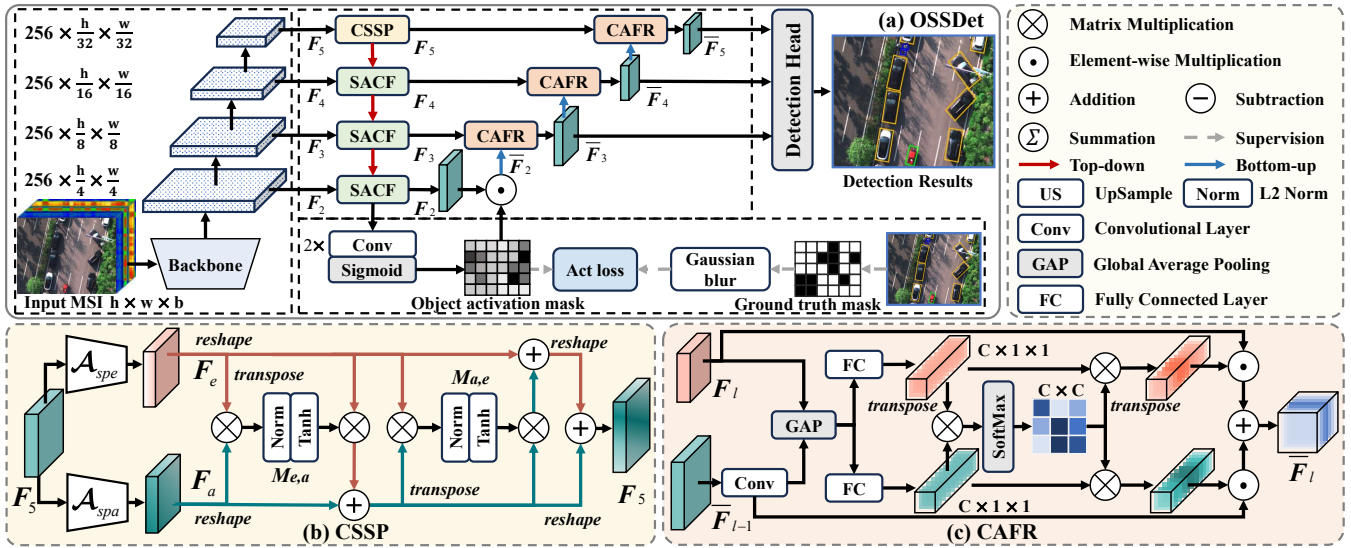 (a) OSSDet
256 × h/32 × w/32
256 × h/16 × w/16
256 × h/8 × w/8
256 × h/4 × w/4
Input MSI h × w × b
Backbone
F5
CSSP
F5
CAFR
F̅5
F4
SACF
F4
CAFR
F̅4
F3
SACF
F3
CAFR
F̅3
F̅2
F2
SACF
F2
Detection Head
Detection Results
2×
Conv
Sigmoid
Object activation mask
Act loss
Gaussian
blur
Ground truth mask
Matrix Multiplication
Element-wise Multiplication
Addition
Subtraction
Σ
Summation
Supervision
Top-down
Bottom-up
US
UpSample
Norm
L2 Norm
Conv
Convolutional Layer
GAP
Global Average Pooling
FC
Fully Connected Layer
F5
𝒜spe
𝒜spa
Fe
Fa
reshape
transpose
reshape
Norm
Tanh
Me,a
Ma,e
Norm
Tanh
transpose
reshape
reshape
F5
(b) CSSP
Fl
F̅l−1
Conv
GAP
FC
FC
C × 1 × 1
transpose
C × 1 × 1
SoftMax
C × C
transpose
F̅l
(c) CAFR